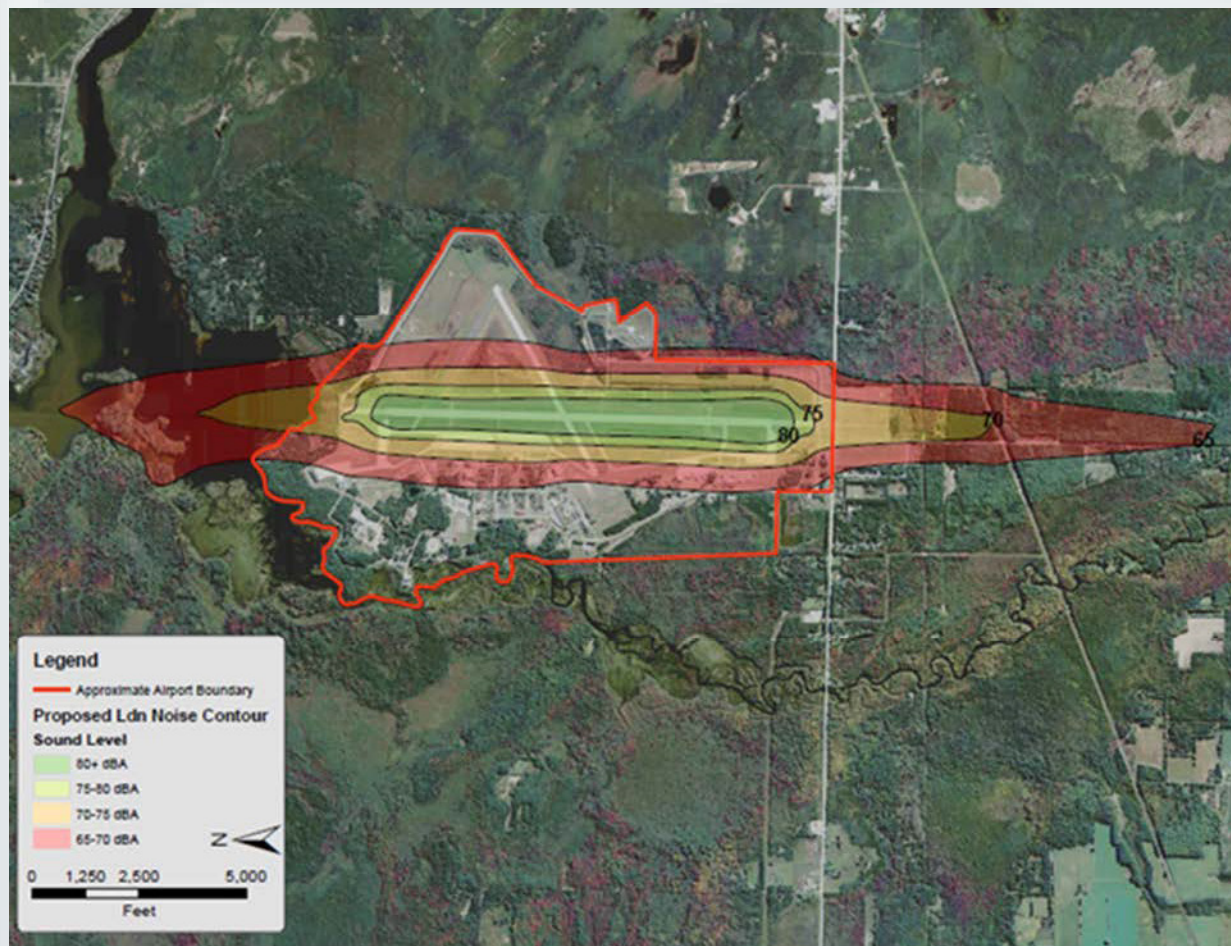 75
80
70
65
Legend
Approximate Airport Boundary
Proposed Ldn Noise Contour
Sound Level
80+ dBA
75-80 dBA
70-75 dBA
65-70 dBA
N
0 1,250 2,500 5,000
Feet